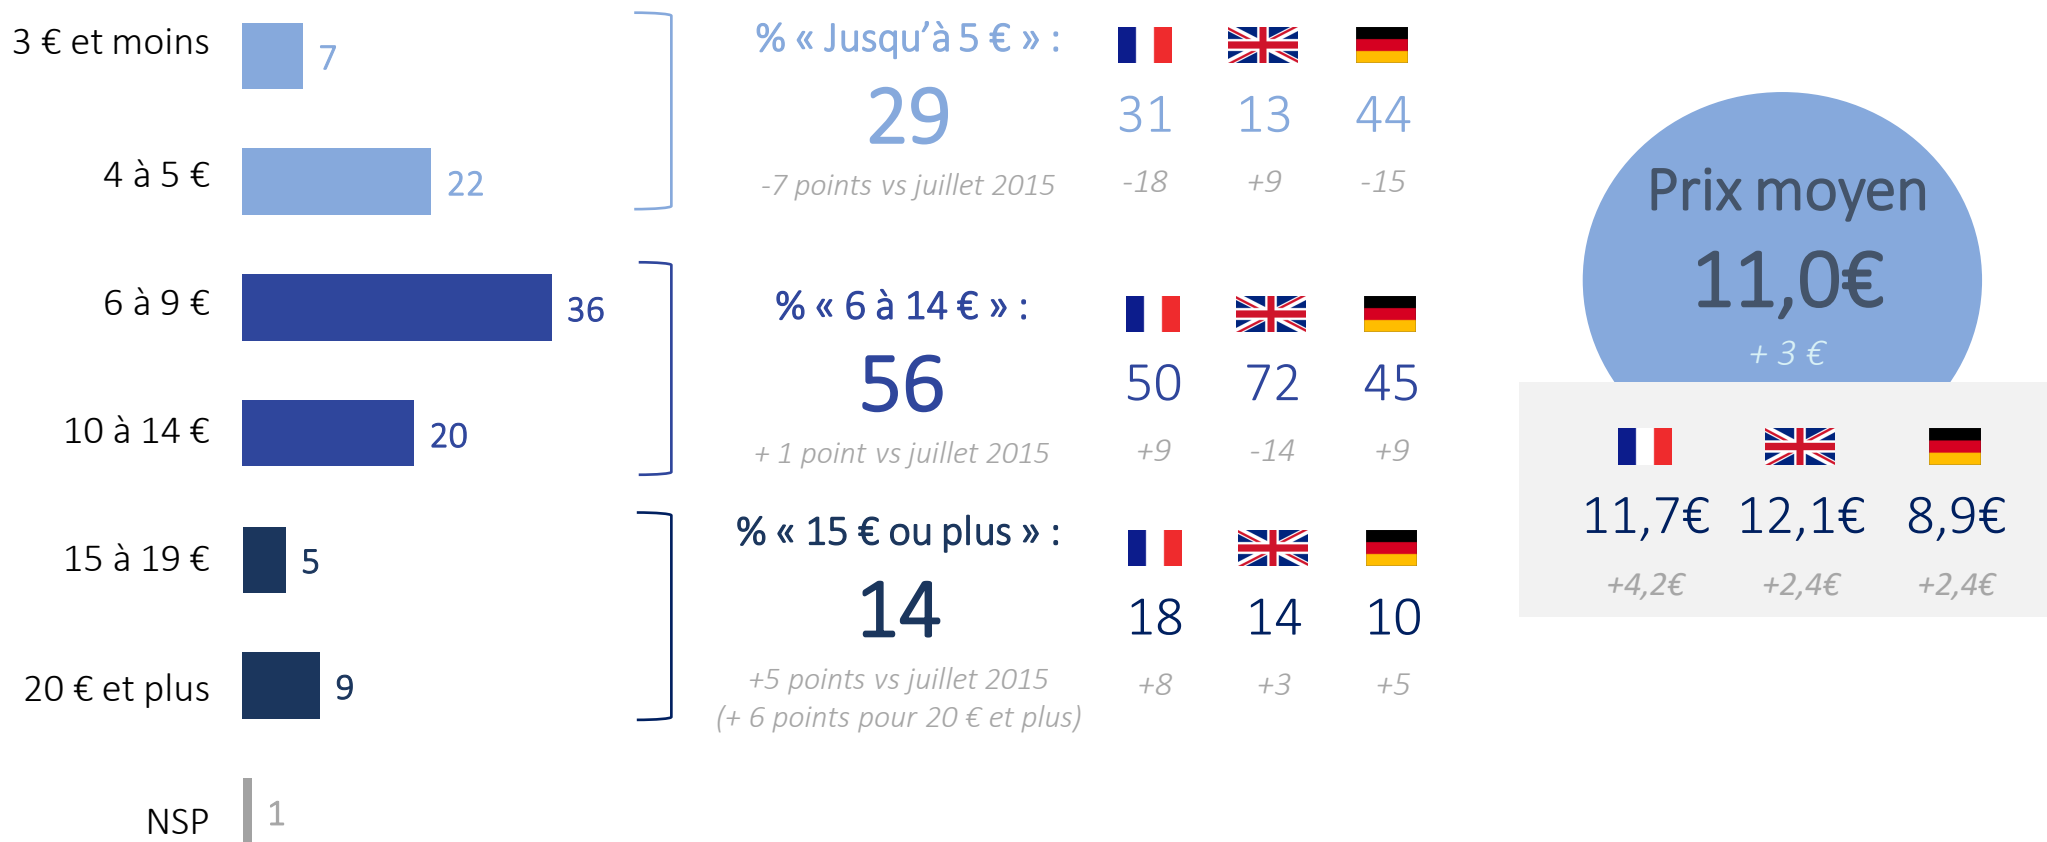 3 € et moins
7
4 à 5 €
22
6 à 9 €
36
10 à 14 €
20
15 à 19 €
5
20 € et plus
9
NSP
1
% « Jusqu’à 5 € » :
29
-7 points vs juillet 2015
31 13 44
-18 +9 -15
% « 6 à 14 € » :
56
+ 1 point vs juillet 2015
50 72 45
+9 -14 +9
% « 15 € ou plus » :
14
+5 points vs juillet 2015
(+ 6 points pour 20 € et plus)
18 14 10
+8 +3 +5
Prix moyen
11,0€
+ 3 €
11,7€ 12,1€ 8,9€
+4,2€ +2,4€ +2,4€